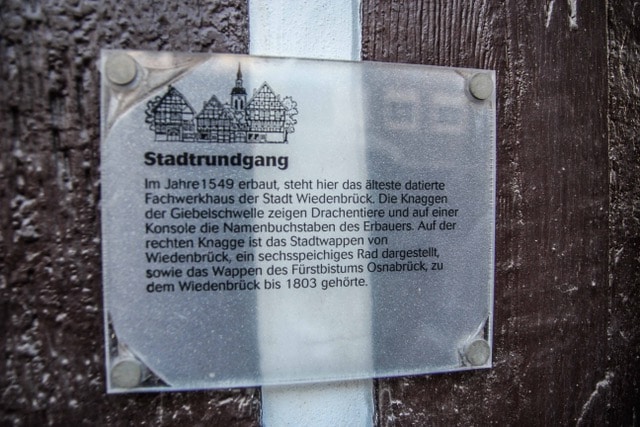 Stadtrundgang
Im Jahre 1549 erbaut, steht hier das älteste datierte
Fachwerkhaus der Stadt Wiedenbrück. Die Knaggen
der Giebelschwelle zeigen Drachentiere und auf einer
Konsole die Namenbuchstaben des Erbauers. Auf der
rechten Knagge ist das Stadtwappen von
Wiedenbrück, ein sechsspeichiges Rad dargestellt,
sowie das Wappen des Fürstbistums Osnabrück, zu
dem Wiedenbrück bis 1803 gehörte.